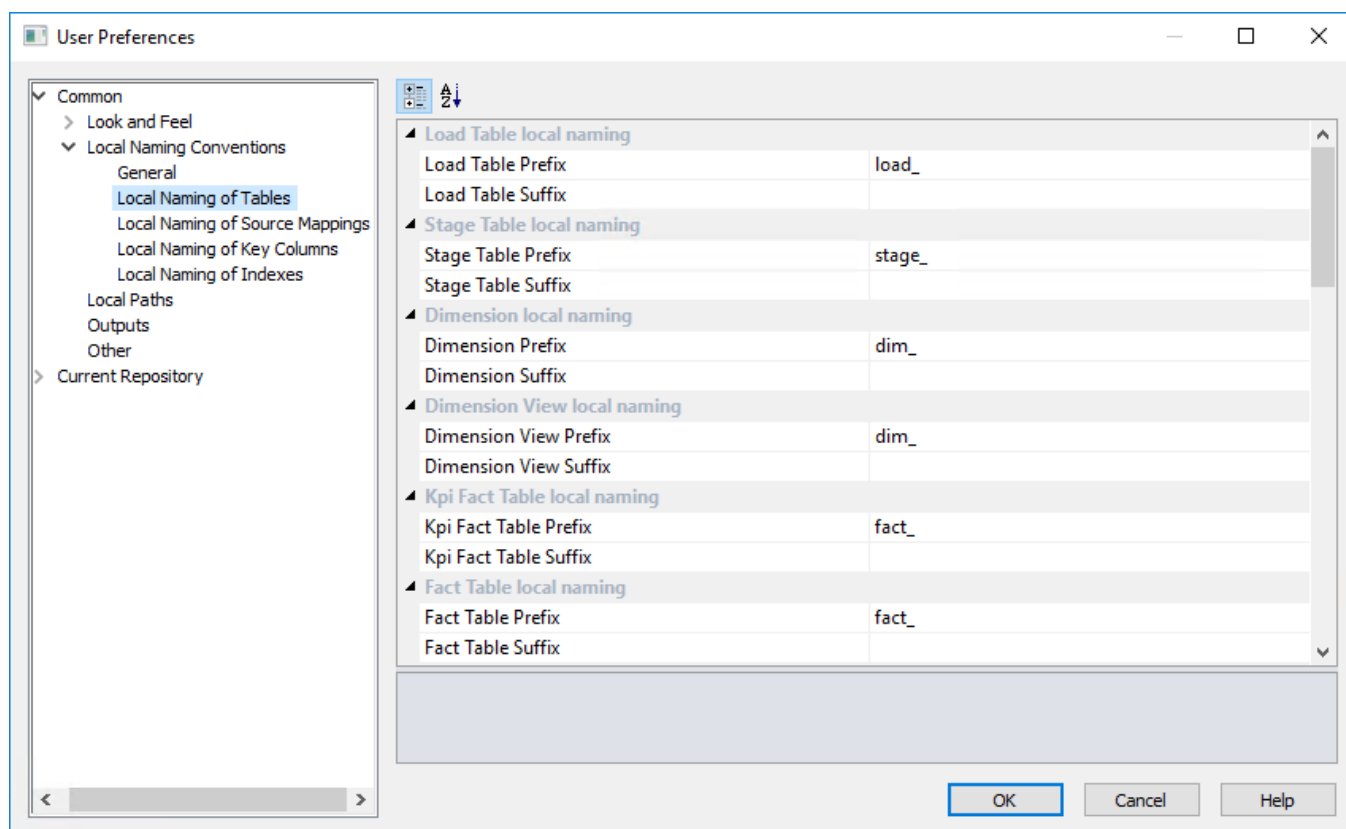 User Preferences
Common
Look and Feel
Local Naming Conventions
General
Local Naming of Tables
Local Naming of Source Mappings
Local Naming of Key Columns
Local Naming of Indexes
Local Paths
Outputs
Other
Current Repository
A
Z
Load Table local naming
Load Table Prefix load_
Load Table Suffix
Stage Table local naming
Stage Table Prefix stage_
Stage Table Suffix
Dimension local naming
Dimension Prefix dim_
Dimension Suffix
Dimension View local naming
Dimension View Prefix dim_
Dimension View Suffix
Kpi Fact Table local naming
Kpi Fact Table Prefix fact_
Kpi Fact Table Suffix
Fact Table local naming
Fact Table Prefix fact_
Fact Table Suffix
OK Cancel Help